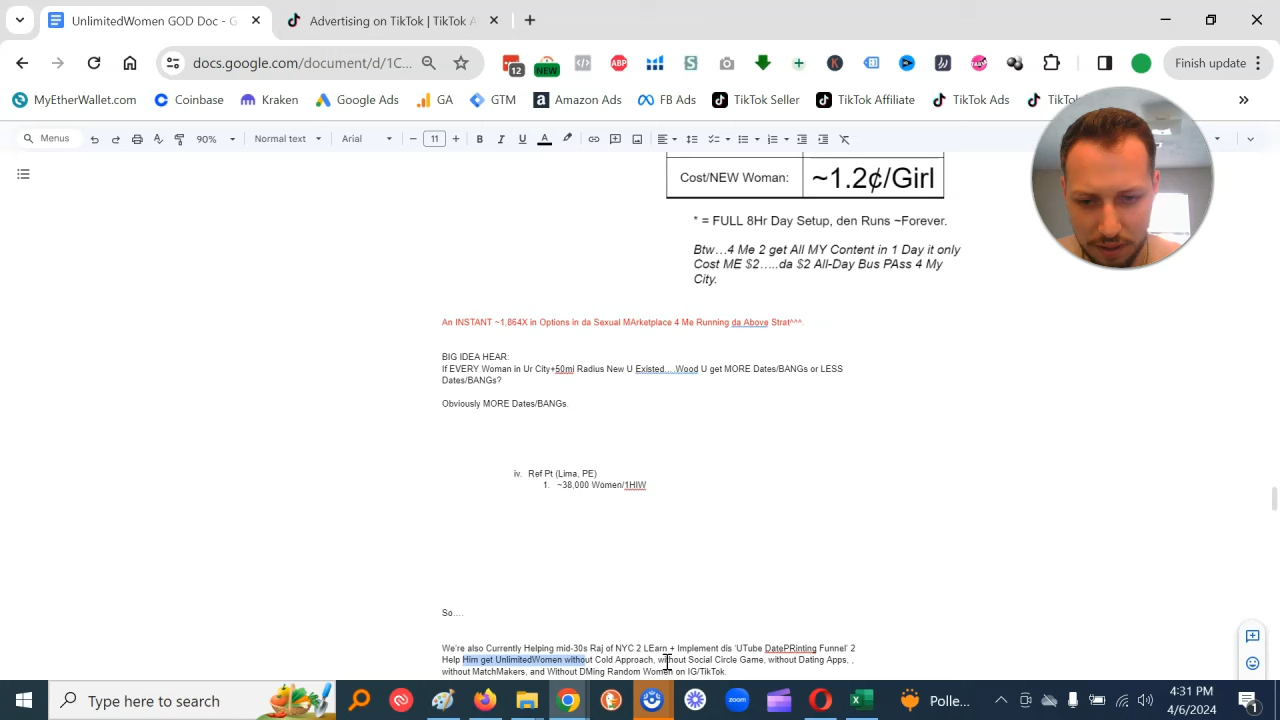 UnlimitedWomen GOD Doc - G
Advertising on TikTok | TikTok A
docs.google.com/document/d/1C...
12
NEW
ABP
Finish update
MyEtherWallet.com
Coinbase
Kraken
Google Ads
GA
GTM
Amazon Ads
FB Ads
TikTok Seller
TikTok Affiliate
TikTok Ads
Menus
90%
Normal text
Arial
11
Cost/NEW Woman:
~1.2¢/Girl
* = FULL 8Hr Day Setup, den Runs ~Forever.
Btw…4 Me 2 get All MY Content in 1 Day it only
Cost ME $2…..da $2 All-Day Bus PAss 4 My
City.
An INSTANT ~1,864X in Options in da Sexual MArketplace 4 Me Running da Above Strat^^^.
BIG IDEA HEAR:
If EVERY Woman in Ur City+50mi Radius New U Existed….Wood U get MORE Dates/BANGs or LESS
Dates/BANGs?
Obviously MORE Dates/BANGs.
iv. Ref Pt (Lima, PE)
1. ~38,000 Women/1HIW
So….
We're also Currently Helping mid-30s Raj of NYC 2 LEarn + Implement dis 'UTube DatePRinting Funnel' 2
Help Him get UnlimitedWomen without Cold Approach, without Social Circle Game, without Dating Apps, ,
without MatchMakers, and Without DMing Random Women on IG/TikTok.
Type here to search
zoom
Polle...
4:31 PM
4/6/2024
1